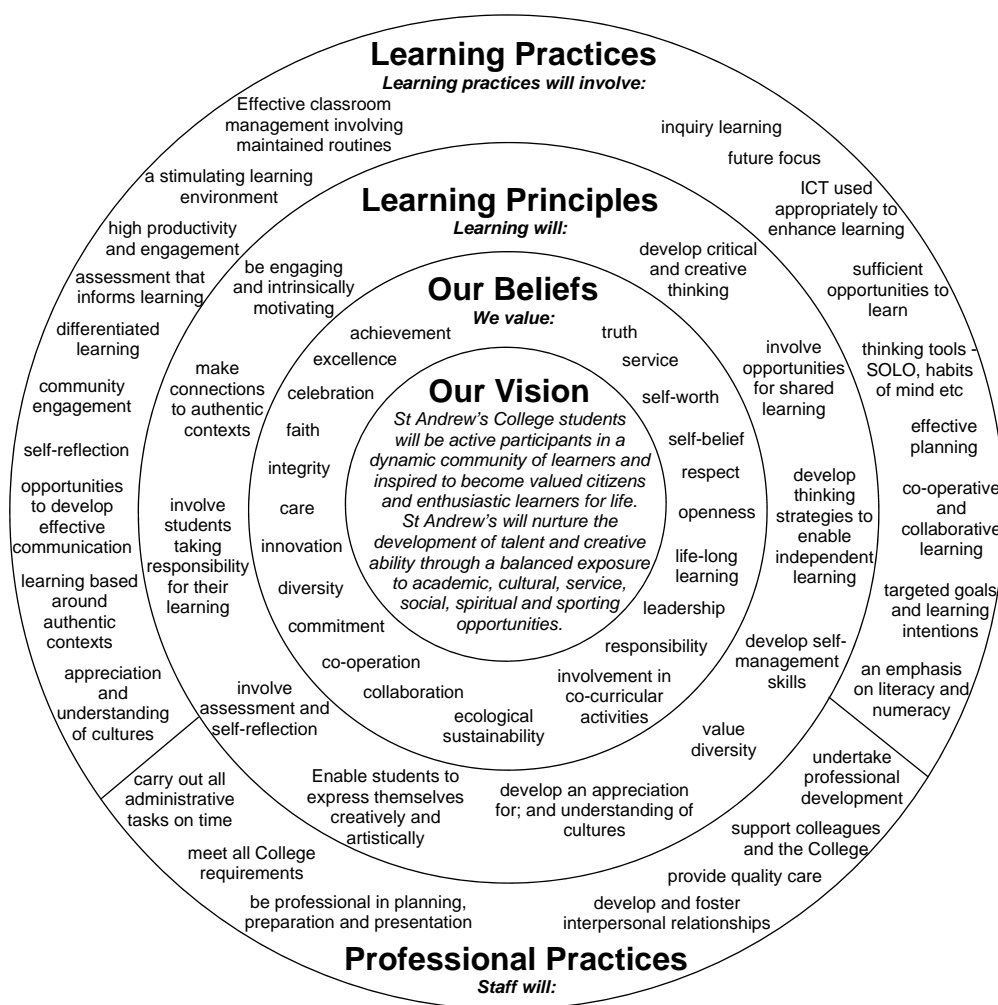 Learning Practices
Learning practices will involve:
Effective classroom
management involving
maintained routines
a stimulating learning
environment
high productivity
and engagement
assessment that
informs learning
differentiated
learning
community
engagement
self-reflection
opportunities
to develop
effective
communication
learning based
around
authentic
contexts
appreciation
and
understanding
of cultures
inquiry learning
future focus
ICT used
appropriately to
enhance learning
sufficient
opportunities to
learn
thinking tools -
SOLO, habits
of mind etc
effective
planning
co-operative
and
collaborative
learning
targeted goals
and learning
intentions
an emphasis
on literacy and
numeracy
Learning Principles
Learning will:
be engaging
and intrinsically
motivating
make
connections
to authentic
contexts
involve
students
taking
responsibility
for their
learning
involve
assessment and
self-reflection
Enable students to
express themselves
creatively and
artistically
develop critical
and creative
thinking
involve
opportunities
for shared
learning
develop
thinking
strategies to
enable
independent
learning
develop self-
management
skills
value
diversity
develop an appreciation
for; and understanding of
cultures
Our Beliefs
We value:
achievement
excellence
celebration
faith
integrity
care
innovation
diversity
commitment
co-operation
collaboration
ecological
sustainability
truth
service
self-worth
self-belief
respect
openness
life-long
learning
leadership
responsibility
involvement in
co-curricular
activities
Our Vision
St Andrew’s College students
will be active participants in a
dynamic community of learners and
inspired to become valued citizens
and enthusiastic learners for life.
St Andrew’s will nurture the
development of talent and creative
ability through a balanced exposure
to academic, cultural, service,
social, spiritual and sporting
opportunities.
carry out all
administrative
tasks on time
meet all College
requirements
be professional in planning,
preparation and presentation
undertake
professional
development
support colleagues
and the College
provide quality care
develop and foster
interpersonal relationships
Professional Practices
Staff will: